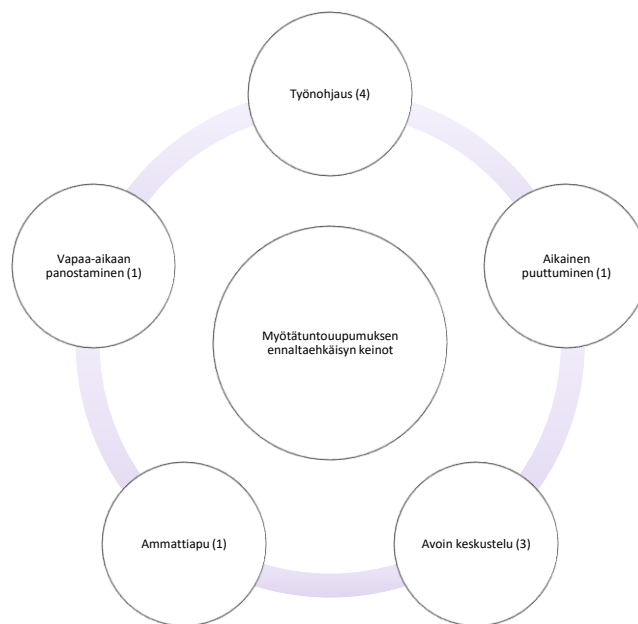 Työnohjaus (4)
Vapaa-aikaan
panostaminen (1)
Aikainen
puuttuminen (1)
Myötätuntouupumuksen
ennaltaehkäisyn keinot
Ammattiapu (1)
Avoin keskustelu (3)